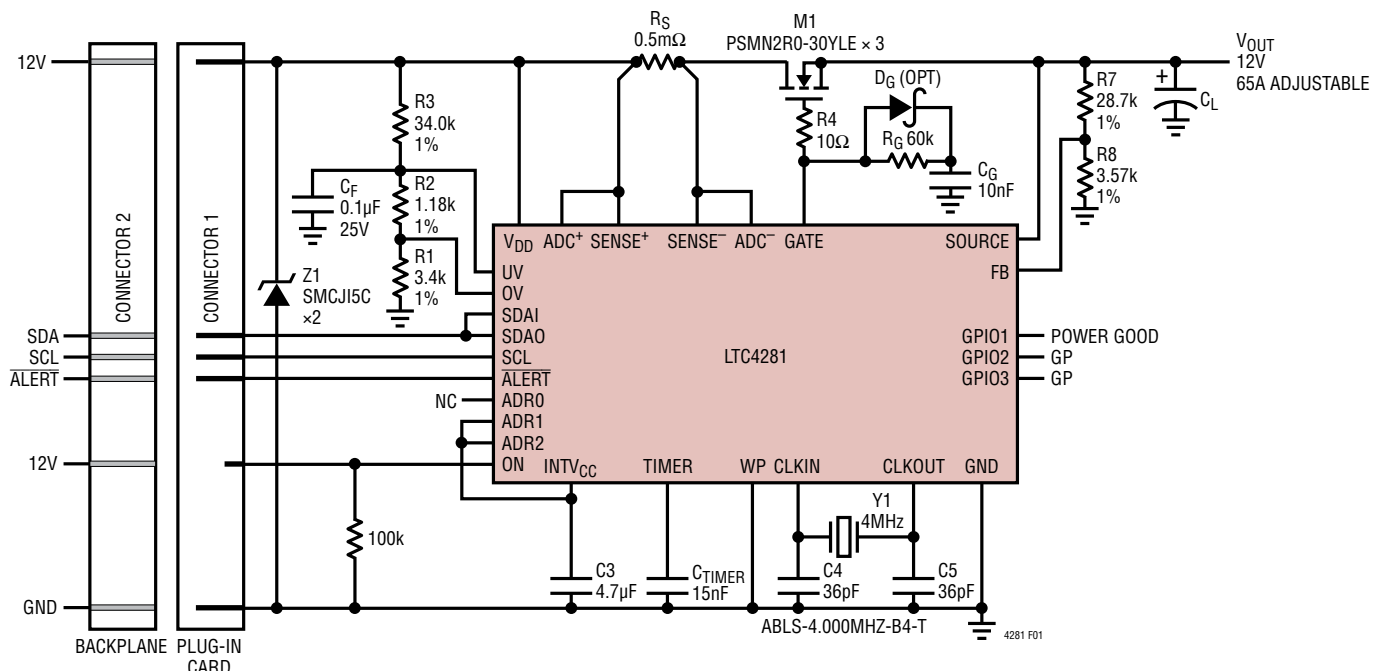 12V
CONNECTOR 2
SDA
SCL
ALERT
12V
GND
BACKPLANE
CONNECTOR 1
PLUG-IN
CARD
Z1
SMCJI5C
×2
CF
0.1µF
25V
R3
34.0k
1%
R2
1.18k
1%
R1
3.4k
1%
100k
NC
RS
0.5mΩ
M1
PSMN2R0-30YLE × 3
DG (OPT)
R4
10Ω
RG 60k
CG
10nF
R7
28.7k
1%
R8
3.57k
1%
+
CL
VOUT
12V
65A ADJUSTABLE
VDD ADC+ SENSE+ SENSE– ADC– GATE SOURCE
FB
UV
OV
SDAI
SDAO
SCL
ALERT
ADR0
ADR1
ADR2
ON
LTC4281
GPIO1
GPIO2
GPIO3
POWER GOOD
GP
GP
INTVCC TIMER WP CLKIN CLKOUT GND
C3
4.7µF
CTIMER
15nF
Y1
4MHz
C4
36pF
C5
36pF
ABLS-4.000MHZ-B4-T
4281 F01